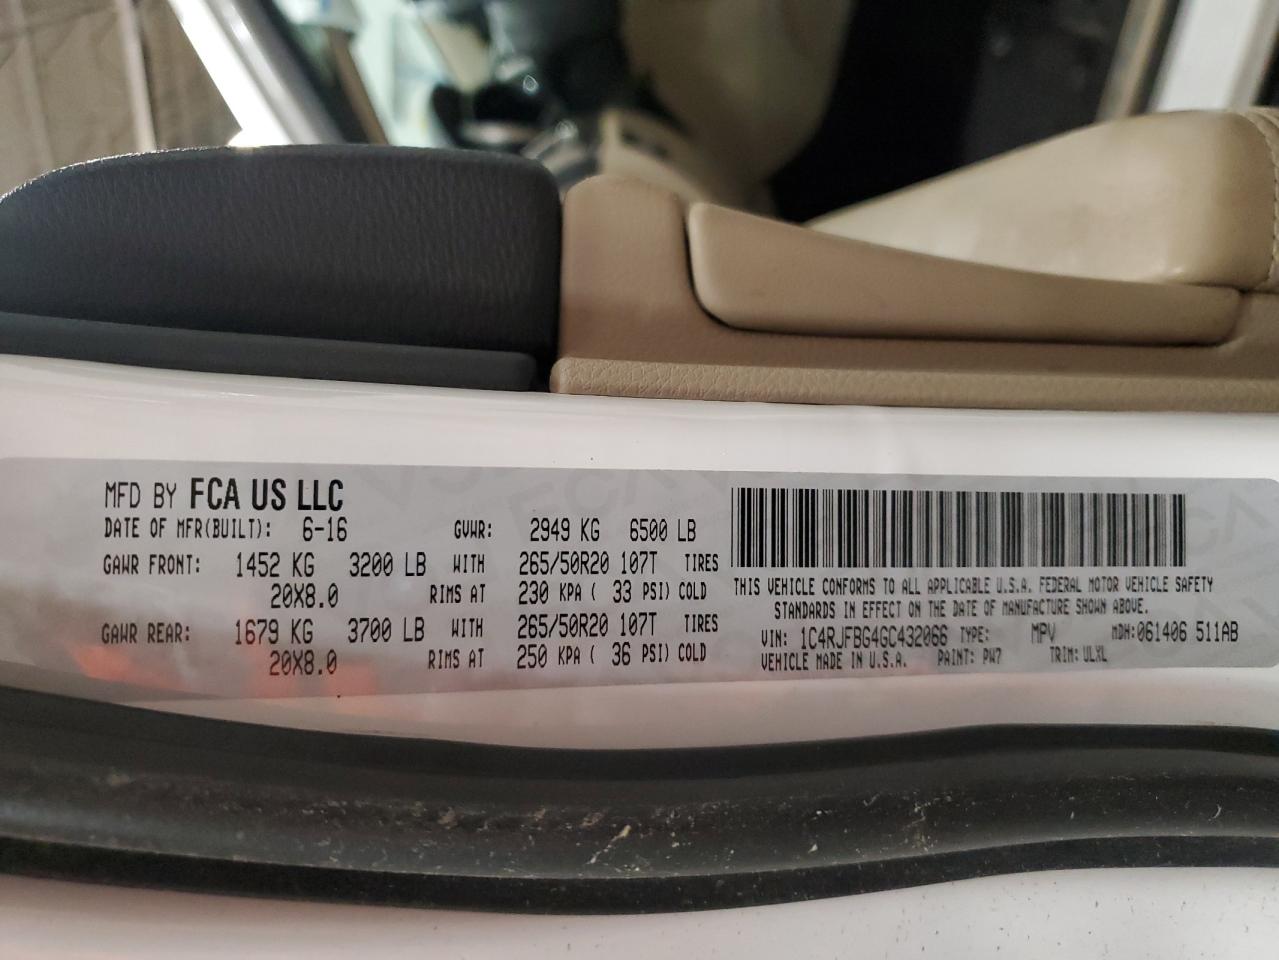 MFD BY FCA US LLC
DATE OF MFR(BUILT): 6-16 GVWR: 2949 KG 6500 LB
GAWR FRONT: 1452 KG 3200 LB WITH 265/50R20 107T TIRES
20X8.0 RIMS AT 230 KPA ( 33 PSI) COLD
GAWR REAR: 1679 KG 3700 LB WITH 265/50R20 107T TIRES
20X8.0 RIMS AT 250 KPA ( 36 PSI) COLD
THIS VEHICLE CONFORMS TO ALL APPLICABLE U.S.A. FEDERAL MOTOR VEHICLE SAFETY
STANDARDS IN EFFECT ON THE DATE OF MANUFACTURE SHOWN ABOVE.
VIN: 1C4RJFBG4GC432066 TYPE: MPV MDH:061406 511AB
VEHICLE MADE IN U.S.A. PAINT: PW7 TRIM: ULXL